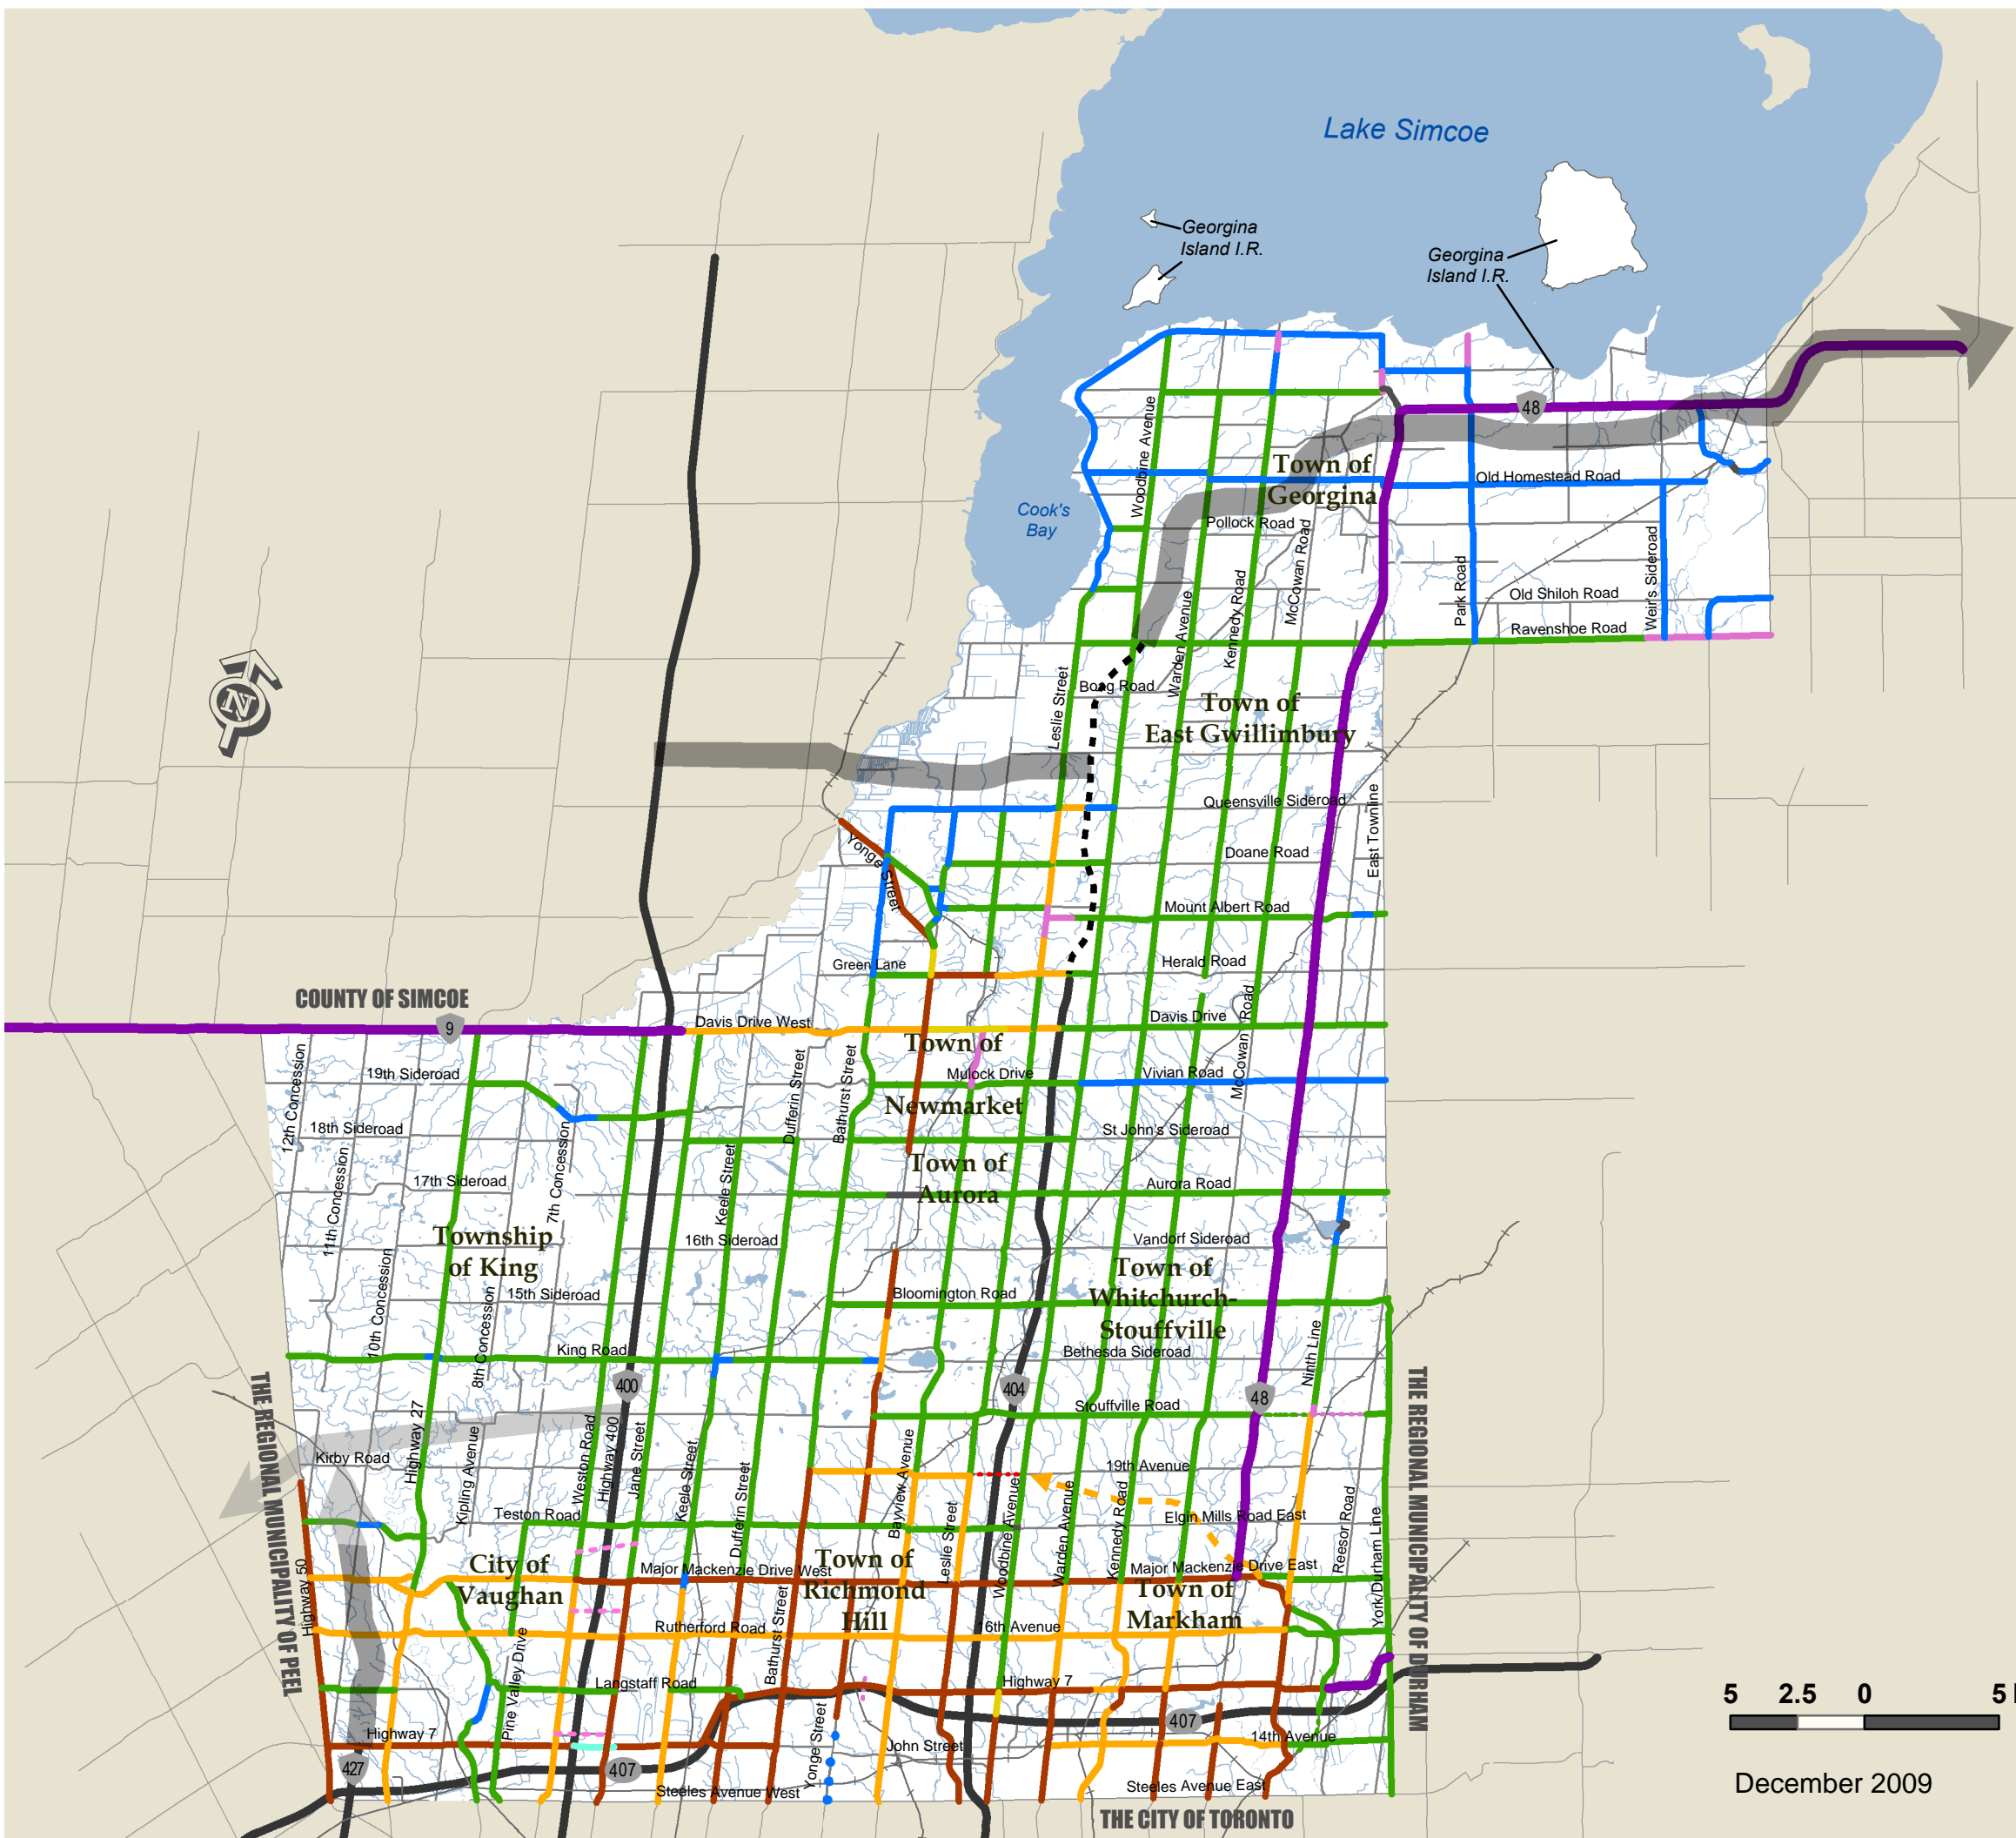 Lake Simcoe
Georgina
Island I.R.
Georgina
Island I.R.
48
Woodbine Avenue
Town of
Georgina
Old Homestead Road
Cook's
Bay
Pollock Road
McCowan Road
Park Road
Weir's Sideroad
Old Shiloh Road
Ravenshoe Road
Kennedy Road
Warden Avenue
Leslie Street
Boag Road
Town of
East Gwillimbury
N
Queensville Sideroad
East Townline
Yonge Street
Doane Road
Mount Albert Road
Green Lane
Herald Road
COUNTY OF SIMCOE
9
Davis Drive West
Davis Drive
McCowan Road
Town of
Newmarket
12th Concession
19th Sideroad
Dufferin Street
Bathurst Street
Mulock Drive
Vivian Road
18th Sideroad
7th Concession
Keele Street
St John's Sideroad
11th Concession
17th Sideroad
Town of
Aurora
Aurora Road
Township
of King
16th Sideroad
Vandorf Sideroad
10th Concession
8th Concession
15th Sideroad
Bloomington Road
Town of
Whitchurch-
Stouffville
King Road
Bethesda Sideroad
Ninth Line
THE REGIONAL MUNICIPALITY OF PEEL
THE REGIONAL MUNICIPALITY OF DURHAM
400
404
48
Stouffville Road
Highway 27
Kirby Road
Kipling Avenue
Weston Road
Highway 400
Jane Street
Keele Street
Dufferin Street
Bayview Avenue
Leslie Street
Woodbine Avenue
Warden Avenue
Kennedy Road
19th Avenue
Reesor Road
York/Durham Line
Teston Road
Elgin Mills Road East
Highway 50
City of
Vaughan
Major Mackenzie Drive West
Town of
Richmond
Hill
Major Mackenzie Drive East
Town of
Markham
Bathurst Street
Rutherford Road
16th Avenue
Pine Valley Drive
Langstaff Road
Highway 7
Highway 7
Yonge Street
John Street
407
14th Avenue
427
407
Steeles Avenue West
Steeles Avenue East
THE CITY OF TORONTO
5 2.5 0 5
December 2009